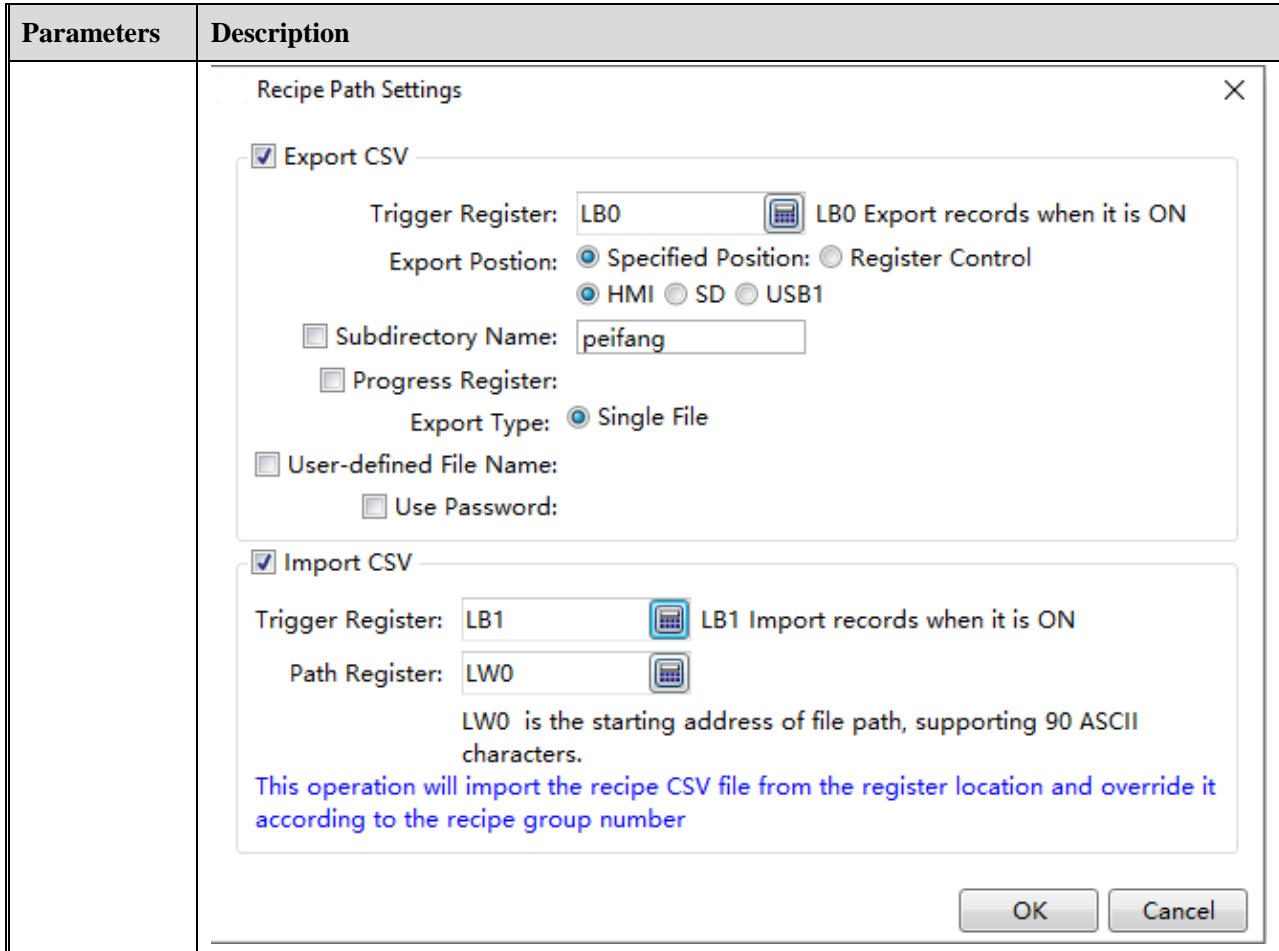 Parameters Description
Recipe Path Settings
Export CSV
Trigger Register: LB0 LB0 Export records when it is ON
Export Postion: Specified Position: Register Control
HMI SD USB1
Subdirectory Name: peifang
Progress Register:
Export Type: Single File
User-defined File Name:
Use Password:
Import CSV
Trigger Register: LB1 LB1 Import records when it is ON
Path Register: LW0
LW0 is the starting address of file path, supporting 90 ASCII
characters.
This operation will import the recipe CSV file from the register location and override it
according to the recipe group number
OK Cancel